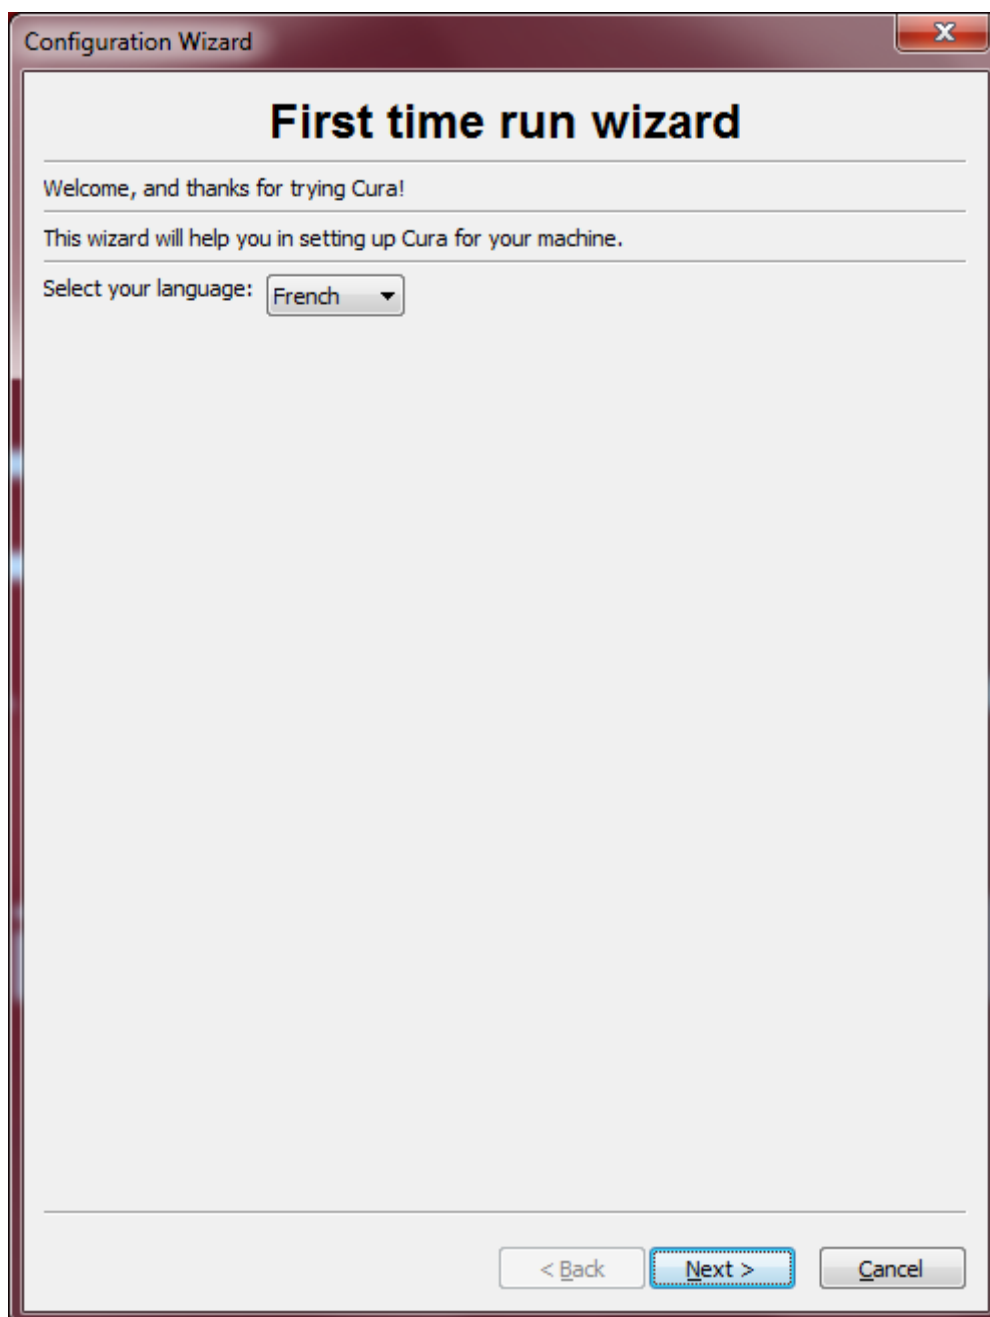 Configuration Wizard
First time run wizard
Welcome, and thanks for trying Cura!
This wizard will help you in setting up Cura for your machine.
Select your language: French
< Back Next > Cancel